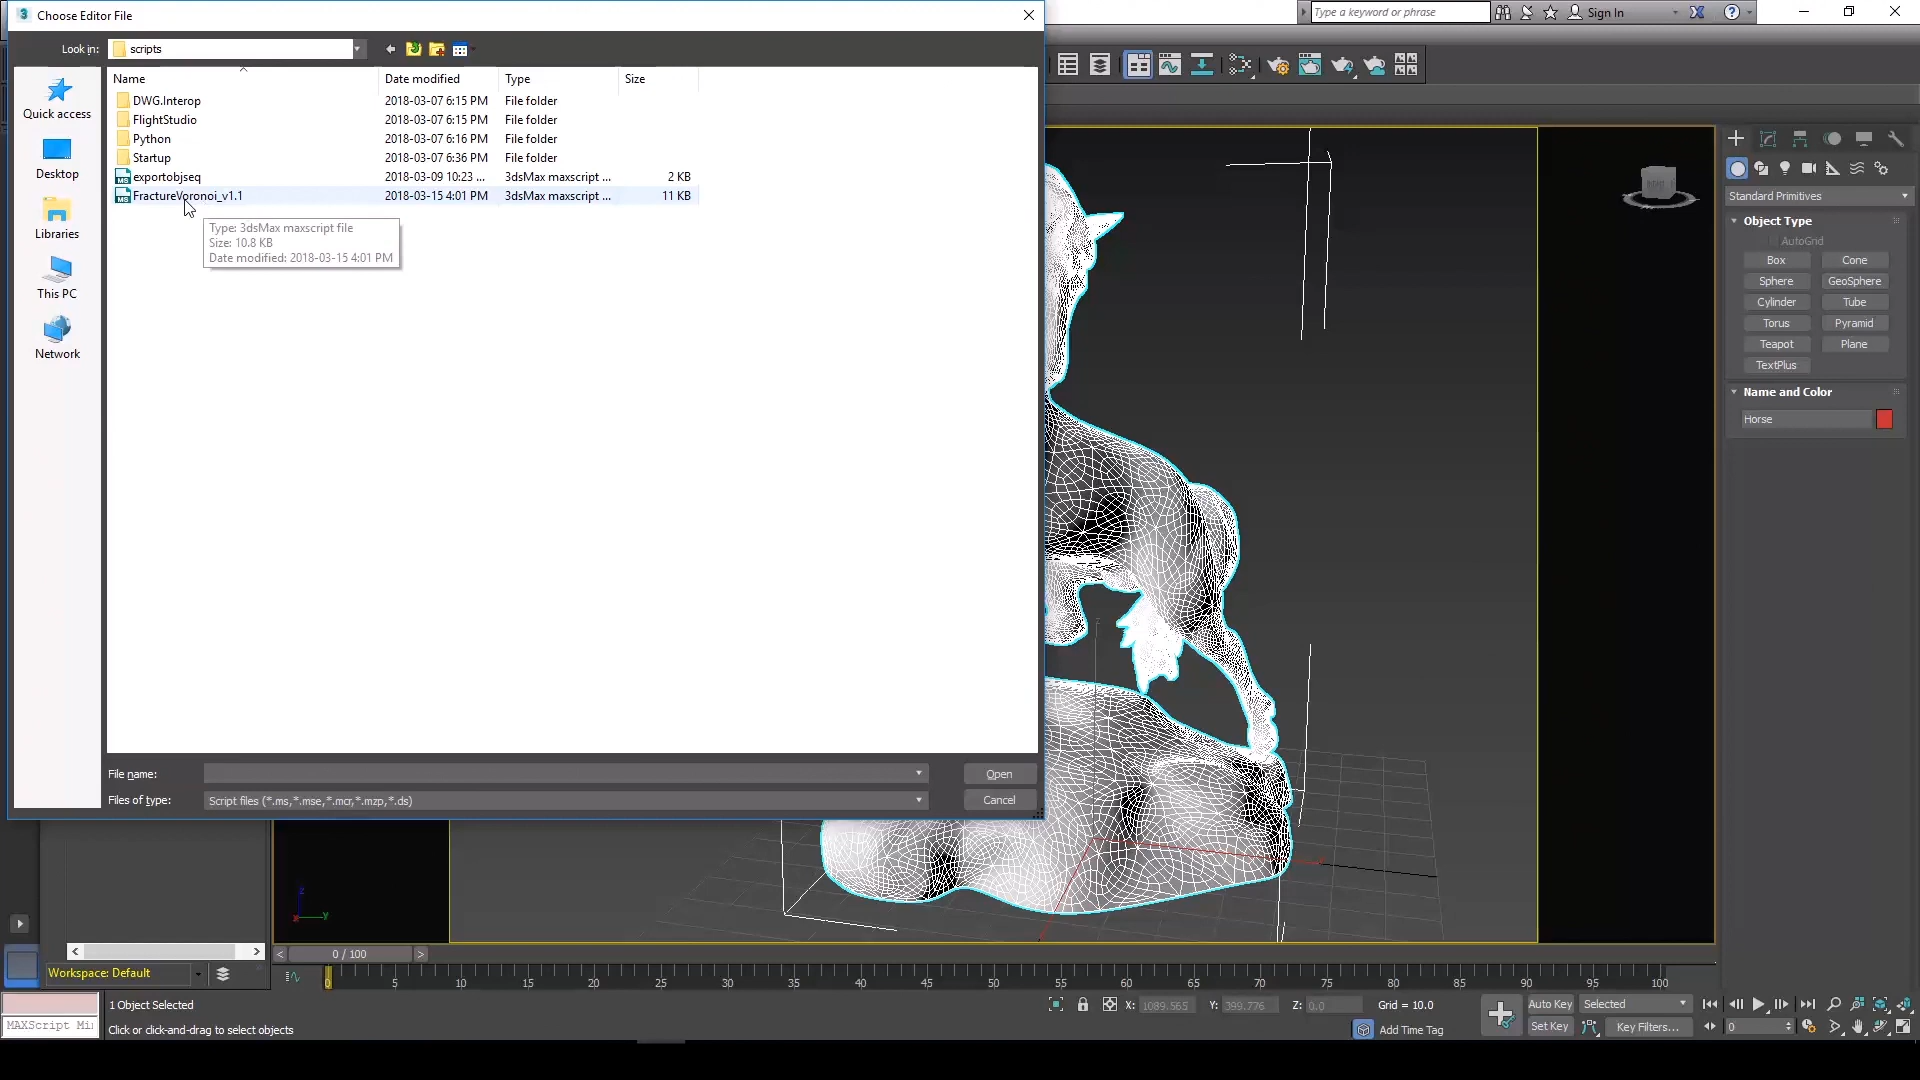 Choose Editor File
Type a keyword or phrase
Sign In
Look in:
scripts
Name
Date modified
Type
Size
Quick access
Desktop
Libraries
This PC
Network
DWG.Interop
2018-03-07 6:15 PM
File folder
FlightStudio
2018-03-07 6:15 PM
File folder
Python
2018-03-07 6:16 PM
File folder
Startup
2018-03-07 6:36 PM
File folder
exportobjseq
2018-03-09 10:23 ...
3dsMax maxscript ...
2 KB
FractureVoronoi_v1.1
2018-03-15 4:01 PM
3dsMax maxscript ...
11 KB
Type: 3dsMax maxscript file
Size: 10.8 KB
Date modified: 2018-03-15 4:01 PM
File name:
Open
Files of type:
Script files (*.ms,*.mse,*.mcr,*.mzp,*.ds)
Cancel
Standard Primitives
Object Type
AutoGrid
Box
Cone
Sphere
GeoSphere
Cylinder
Tube
Torus
Pyramid
Teapot
Plane
TextPlus
Name and Color
Horse
0 / 100
Workspace: Default
0
5
10
15
20
25
30
35
40
45
50
55
60
65
70
75
80
85
90
95
100
1 Object Selected
MAXScript Mi
Click or click-and-drag to select objects
X: 1089.565
Y: 399.776
Z: 0.0
Grid = 10.0
Add Time Tag
Auto Key
Selected
Set Key
Key Filters...
0